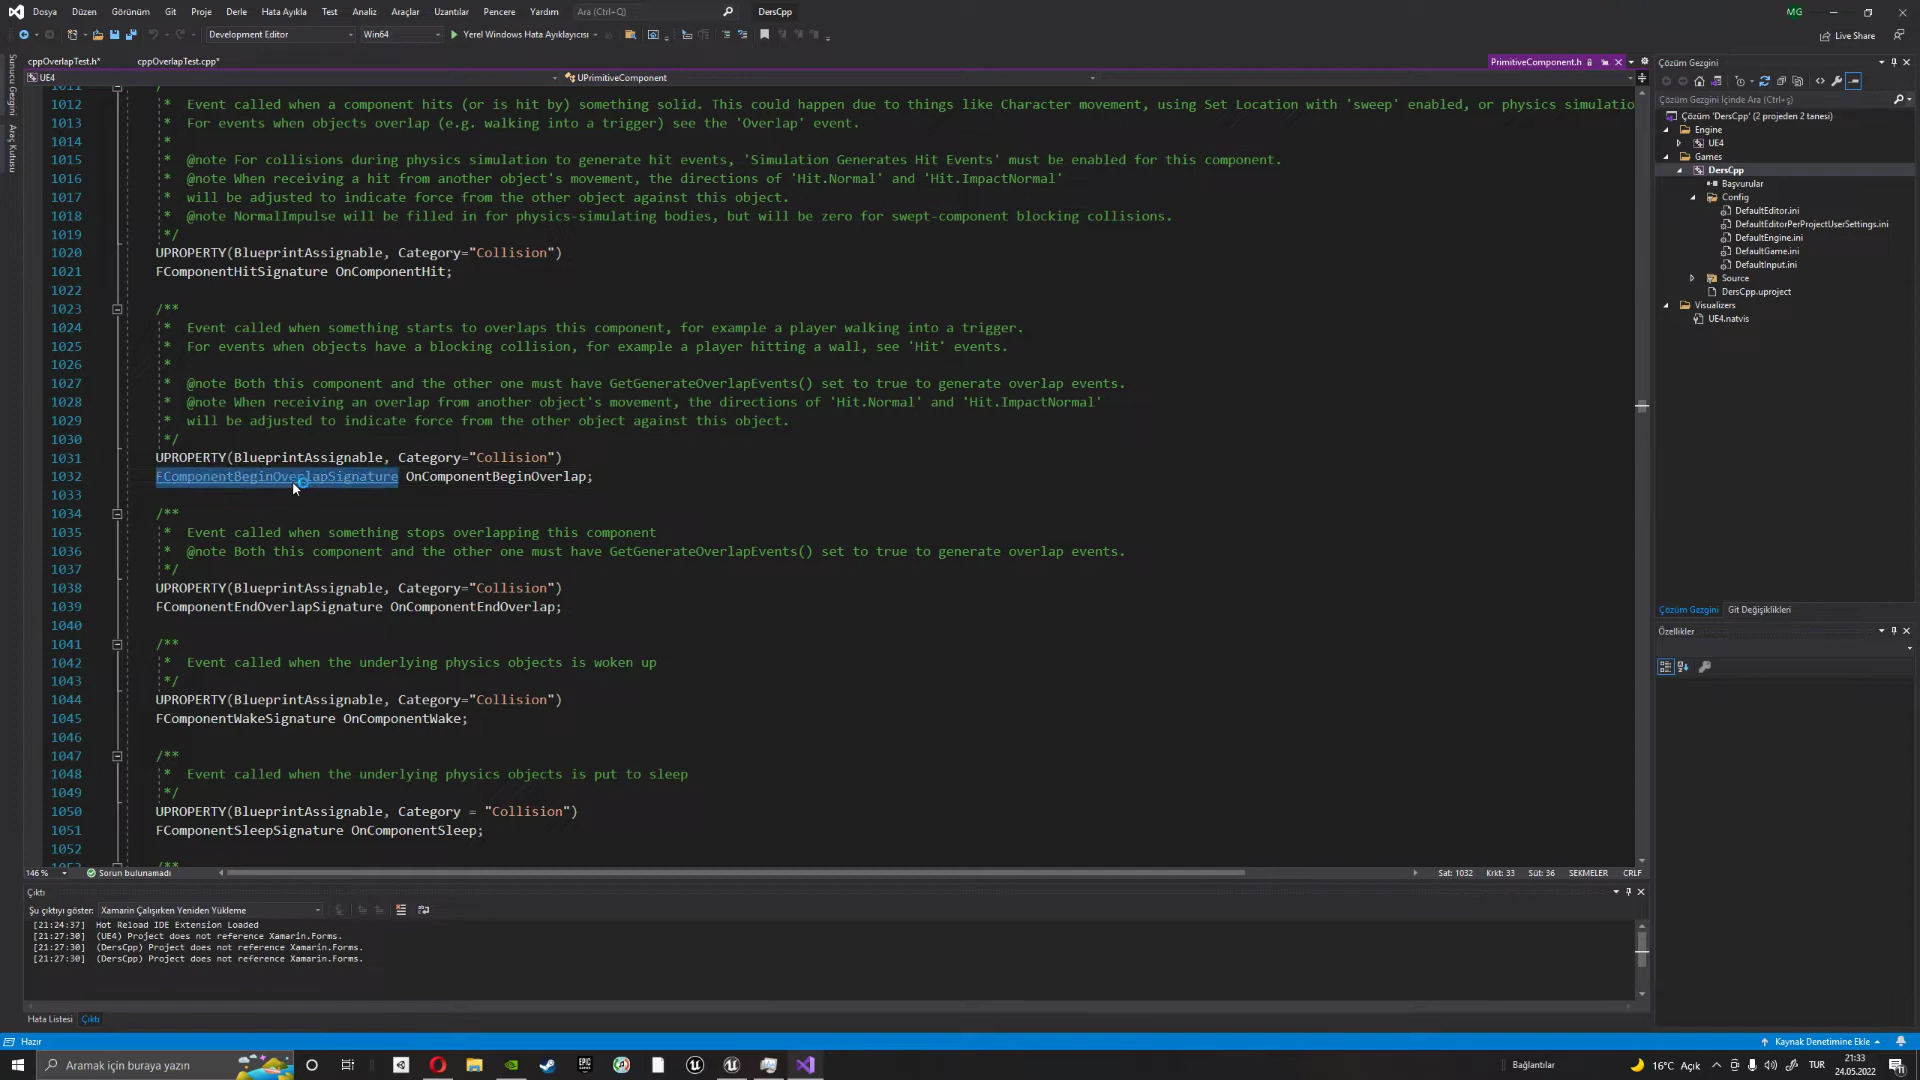 Dosya Düzen Görünüm Git Proje Derle Hata Ayıkla Test Analiz Araçlar Uzantılar Pencere Yardım Ara (Ctrl+Q) DersCpp MG
Development Editor Win64 Yerel Windows Hata Ayıklayıcısı Live Share
cppOverlapTest.h* cppOverlapTest.cpp* PrimitiveComponent.h
UE4 UPrimitiveComponent
Sunucu Gezgini
Araç Kutusu
1011
1012 * Event called when a component hits (or is hit by) something solid. This could happen due to things like Character movement, using Set Location with 'sweep' enabled, or physics simulatio
1013 * For events when objects overlap (e.g. walking into a trigger) see the 'Overlap' event.
1014 *
1015 * @note For collisions during physics simulation to generate hit events, 'Simulation Generates Hit Events' must be enabled for this component.
1016 * @note When receiving a hit from another object's movement, the directions of 'Hit.Normal' and 'Hit.ImpactNormal'
1017 * will be adjusted to indicate force from the other object against this object.
1018 * @note NormalImpulse will be filled in for physics-simulating bodies, but will be zero for swept-component blocking collisions.
1019 */
1020 UPROPERTY(BlueprintAssignable, Category="Collision")
1021 FComponentHitSignature OnComponentHit;
1022
1023 /**
1024 * Event called when something starts to overlaps this component, for example a player walking into a trigger.
1025 * For events when objects have a blocking collision, for example a player hitting a wall, see 'Hit' events.
1026 *
1027 * @note Both this component and the other one must have GetGenerateOverlapEvents() set to true to generate overlap events.
1028 * @note When receiving an overlap from another object's movement, the directions of 'Hit.Normal' and 'Hit.ImpactNormal'
1029 * will be adjusted to indicate force from the other object against this object.
1030 */
1031 UPROPERTY(BlueprintAssignable, Category="Collision")
1032 FComponentBeginOverlapSignature OnComponentBeginOverlap;
1033
1034 /**
1035 * Event called when something stops overlapping this component
1036 * @note Both this component and the other one must have GetGenerateOverlapEvents() set to true to generate overlap events.
1037 */
1038 UPROPERTY(BlueprintAssignable, Category="Collision")
1039 FComponentEndOverlapSignature OnComponentEndOverlap;
1040
1041 /**
1042 * Event called when the underlying physics objects is woken up
1043 */
1044 UPROPERTY(BlueprintAssignable, Category="Collision")
1045 FComponentWakeSignature OnComponentWake;
1046
1047 /**
1048 * Event called when the underlying physics objects is put to sleep
1049 */
1050 UPROPERTY(BlueprintAssignable, Category = "Collision")
1051 FComponentSleepSignature OnComponentSleep;
1052
1053 /**
146 % Sorun bulunamadı Sat: 1032 Krkt: 33 Süt: 36 SEKMELER CRLF
Çözüm Gezgini
Çözüm Gezgini İçinde Ara (Ctrl+ş)
Çözüm 'DersCpp' (2 projeden 2 tanesi)
Engine
UE4
Games
DersCpp
Başvurular
Config
DefaultEditor.ini
DefaultEditorPerProjectUserSettings.ini
DefaultEngine.ini
DefaultGame.ini
DefaultInput.ini
Source
DersCpp.uproject
Visualizers
UE4.natvis
Çözüm Gezgini Git Değişiklikleri
Özellikler
Çıktı
Şu çıktıyı göster: Xamarin Çalışırken Yeniden Yükleme
[21:24:37] Hot Reload IDE Extension Loaded
[21:27:30] (UE4) Project does not reference Xamarin.Forms.
[21:27:30] (DersCpp) Project does not reference Xamarin.Forms.
[21:27:30] (DersCpp) Project does not reference Xamarin.Forms.
Hata Listesi Çıktı
Hazır Kaynak Denetimine Ekle
Aramak için buraya yazın Bağlantılar 16°C Açık TUR 21:33
24.05.2022